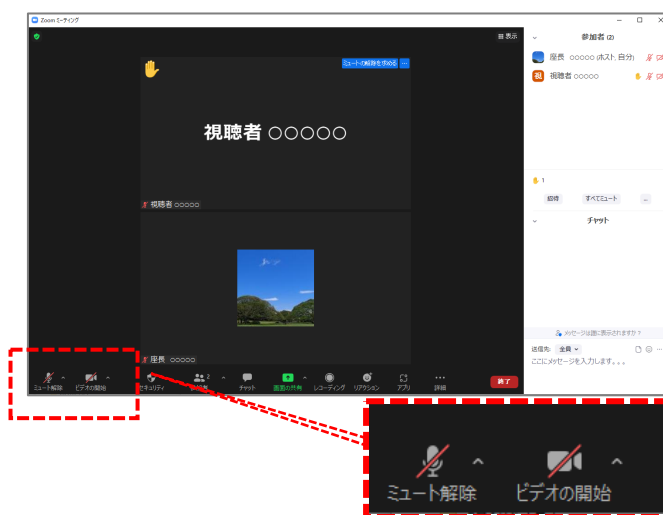 Zoom ミーティング
表示
ミュートの解除を求める ...
視聴者 ○○○○○
視聴者 ○○○○○
座長 ○○○○○
ミュート解除
ビデオの開始
セキュリティ
2
チャット
画面の共有
レコーディング
リアクション
アプリ
詳細
終了
参加者 (2)
座長 ○○○○○ (ホスト, 自分)
視 視聴者 ○○○○○
1
招待
すべてミュート
...
チャット
メッセージは誰に表示されますか?
送信先: 全員
ここにメッセージを入力します。。。
ミュート解除
ビデオの開始